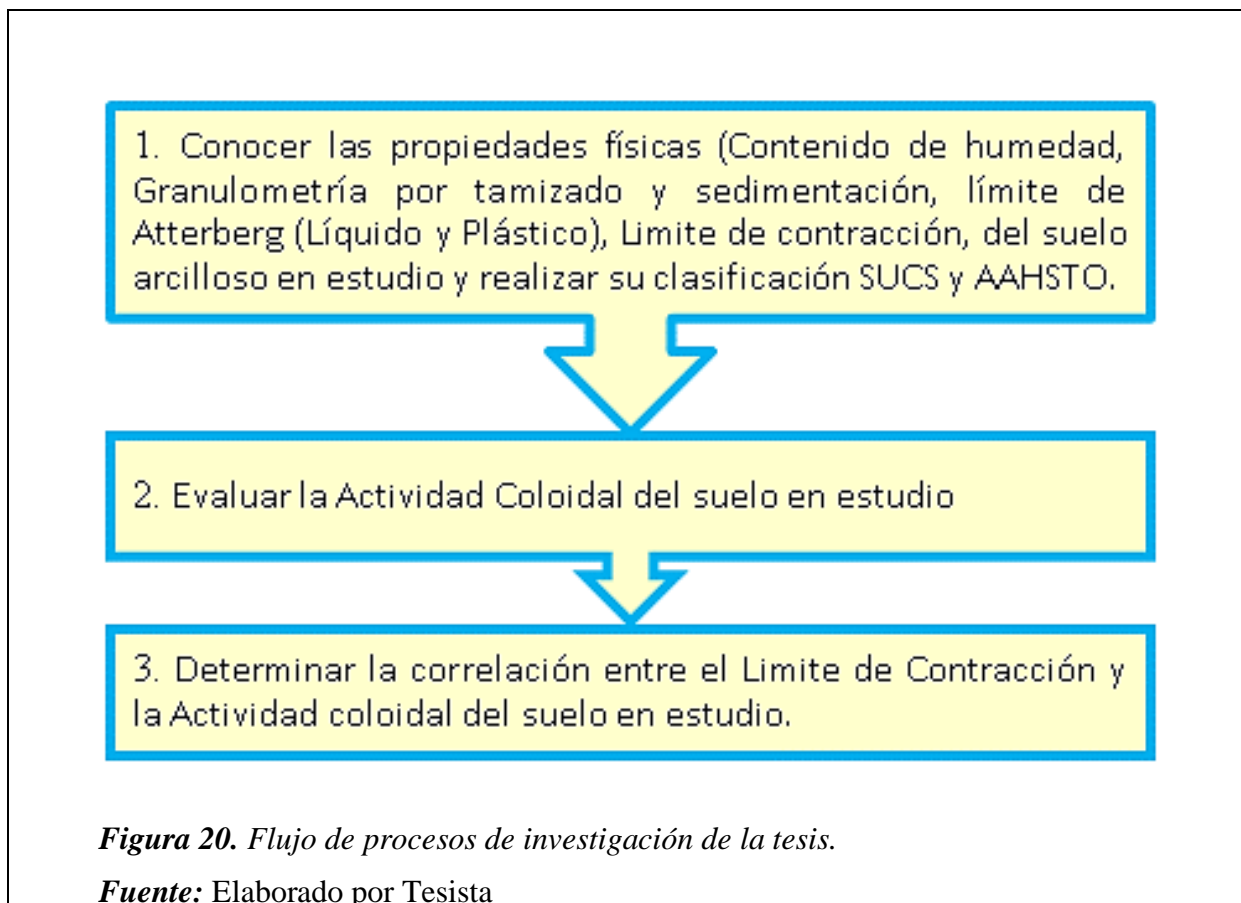 1. Conocer las propiedades físicas (Contenido de humedad,
Granulometría por tamizado y sedimentación, límite de
Atterberg (Líquido y Plástico), Limite de contracción, del suelo
arcilloso en estudio y realizar su clasificación SUCS y AAHSTO.
2. Evaluar la Actividad Coloidal del suelo en estudio
3. Determinar la correlación entre el Limite de Contracción y
la Actividad coloidal del suelo en estudio.
Figura 20. Flujo de procesos de investigación de la tesis.
Fuente: Elaborado por Tesista